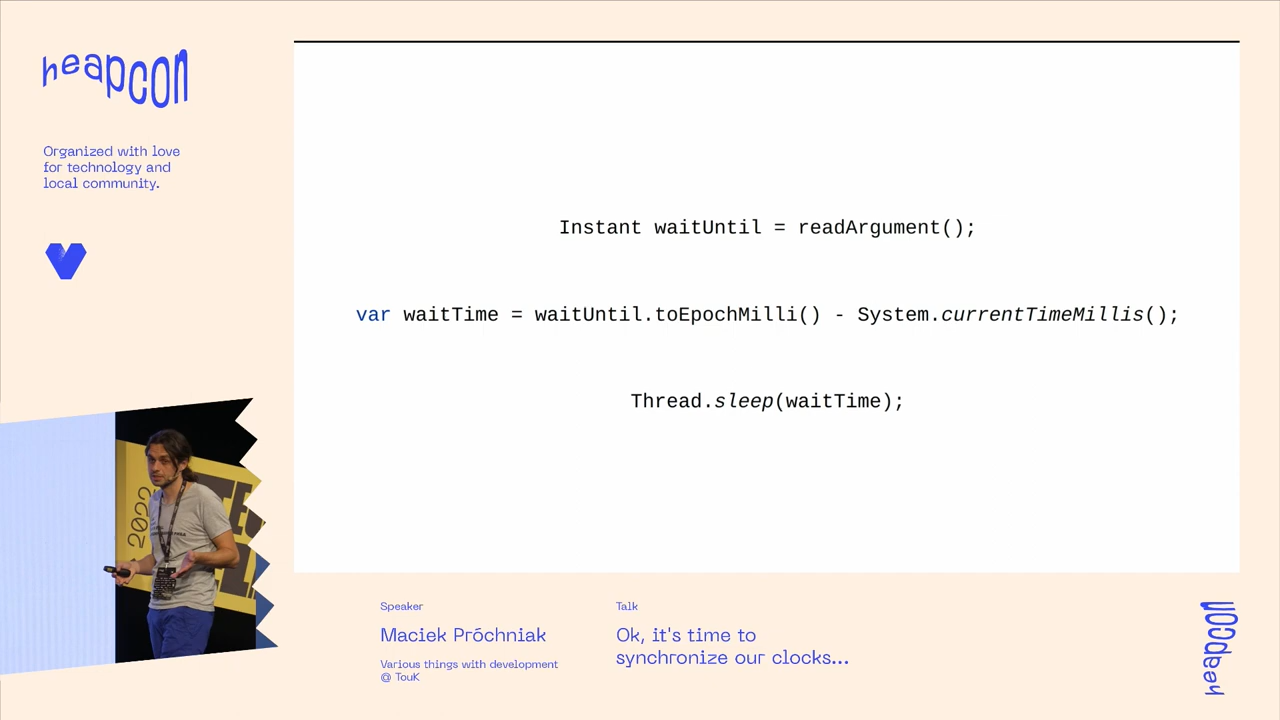 heapcon
Organized with love
for technology and
local community.
Instant waitUntil = readArgument();
var waitTime = waitUntil.toEpochMilli() - System.currentTimeMillis();
Thread.sleep(waitTime);
2022
Speaker
Maciek Próchniak
Various things with development
@ TouK
Talk
Ok, it's time to
synchronize our clocks...
heapcon